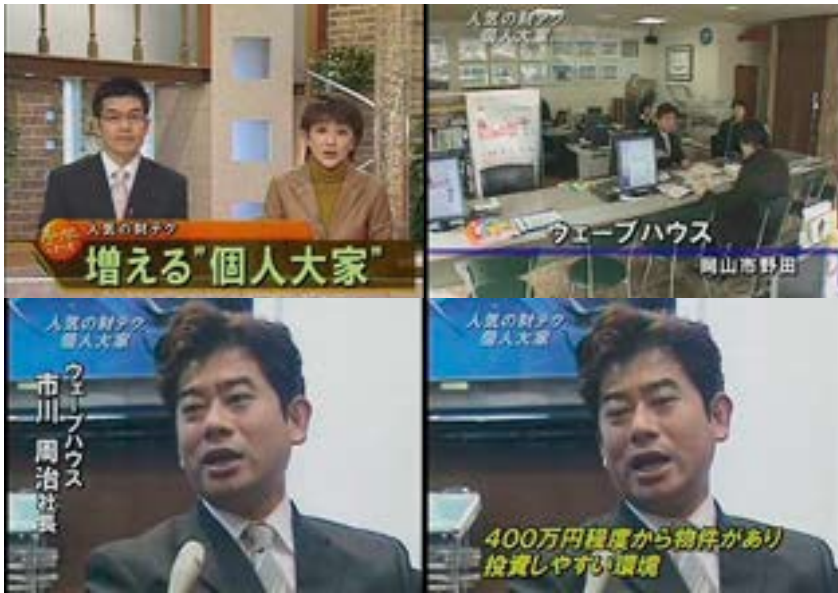 人気の財テク
増える"個人大家"
人気の財テク
個人大家
ウェーブハウス
岡山市野田
人気の財テク
個人大家
ウェーブハウス
市川 周治社長
人気の財テク
個人大家
400万円程度から物件があり
投資しやすい環境